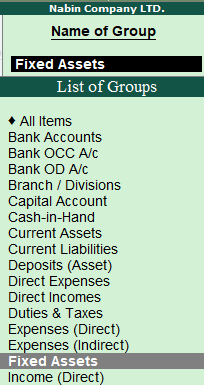 Nabin Company LTD.
Name of Group
Fixed Assets
List of Groups
♦ All Items
Bank Accounts
Bank OCC A/c
Bank OD A/c
Branch / Divisions
Capital Account
Cash-in-Hand
Current Assets
Current Liabilities
Deposits (Asset)
Direct Expenses
Direct Incomes
Duties & Taxes
Expenses (Direct)
Expenses (Indirect)
Fixed Assets
Income (Direct)